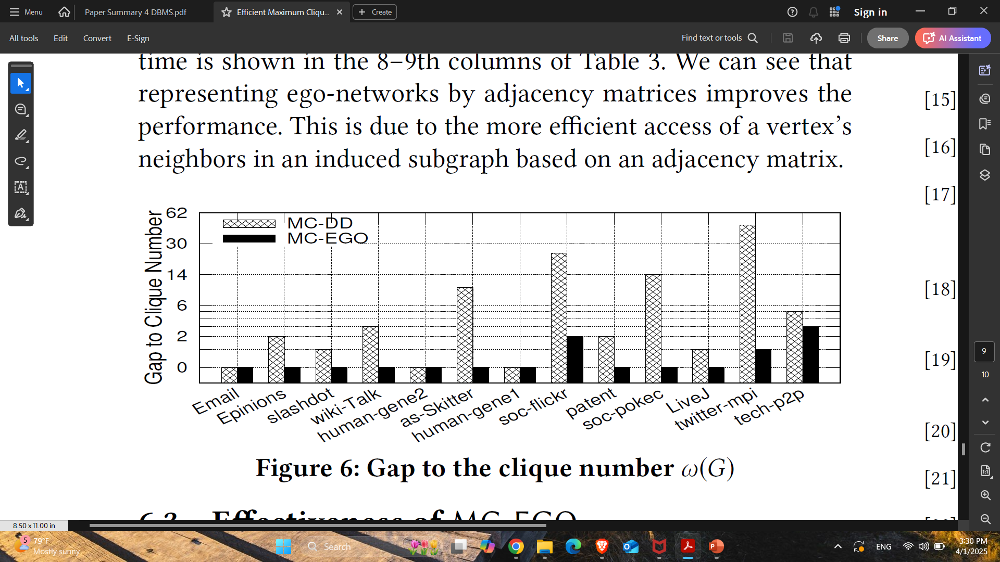 Menu
Paper Summary 4 DBMS.pdf
Efficient Maximum Cliqu...
Create
Sign in
All tools
Edit
Convert
E-Sign
Find text or tools
Share
AI Assistant
time is shown in the 8–9th columns of Table 3. We can see that
representing ego-networks by adjacency matrices improves the
performance. This is due to the more efficient access of a vertex's
neighbors in an induced subgraph based on an adjacency matrix.
Gap to Clique Number
62
30
14
6
2
0
MC-DD
MC-EGO
Email
Epinions
slashdot
wiki-Talk
human-gene2
as-Skitter
human-gene1
soc-flickr
patent
soc-pokec
LiveJ
twitter-mpi
tech-p2p
Figure 6: Gap to the clique number ω(G)
6.3 Effectiveness of MC-EGO
[15]
[16]
[17]
[18]
[19]
[20]
[21]
9
10
1:1
8.50 x 11.00 in
5
79°F
Mostly sunny
Search
ENG
3:30 PM
4/1/2025